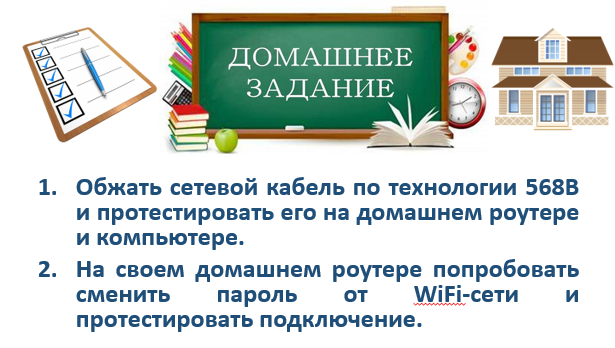 ДОМАШНЕЕ
ЗАДАНИЕ
1. Обжать сетевой кабель по технологии 568B
и протестировать его на домашнем роутере
и компьютере.
2. На своем домашнем роутере попробовать
сменить пароль от WiFi-сети и
протестировать подключение.